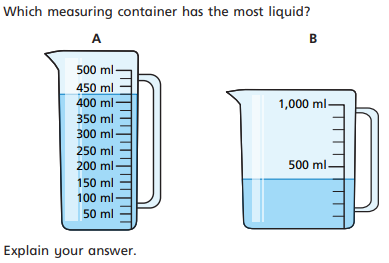 Which measuring container has the most liquid?
A
B
500 ml
450 ml
400 ml
350 ml
300 ml
250 ml
200 ml
150 ml
100 ml
50 ml
1,000 ml
500 ml
Explain your answer.